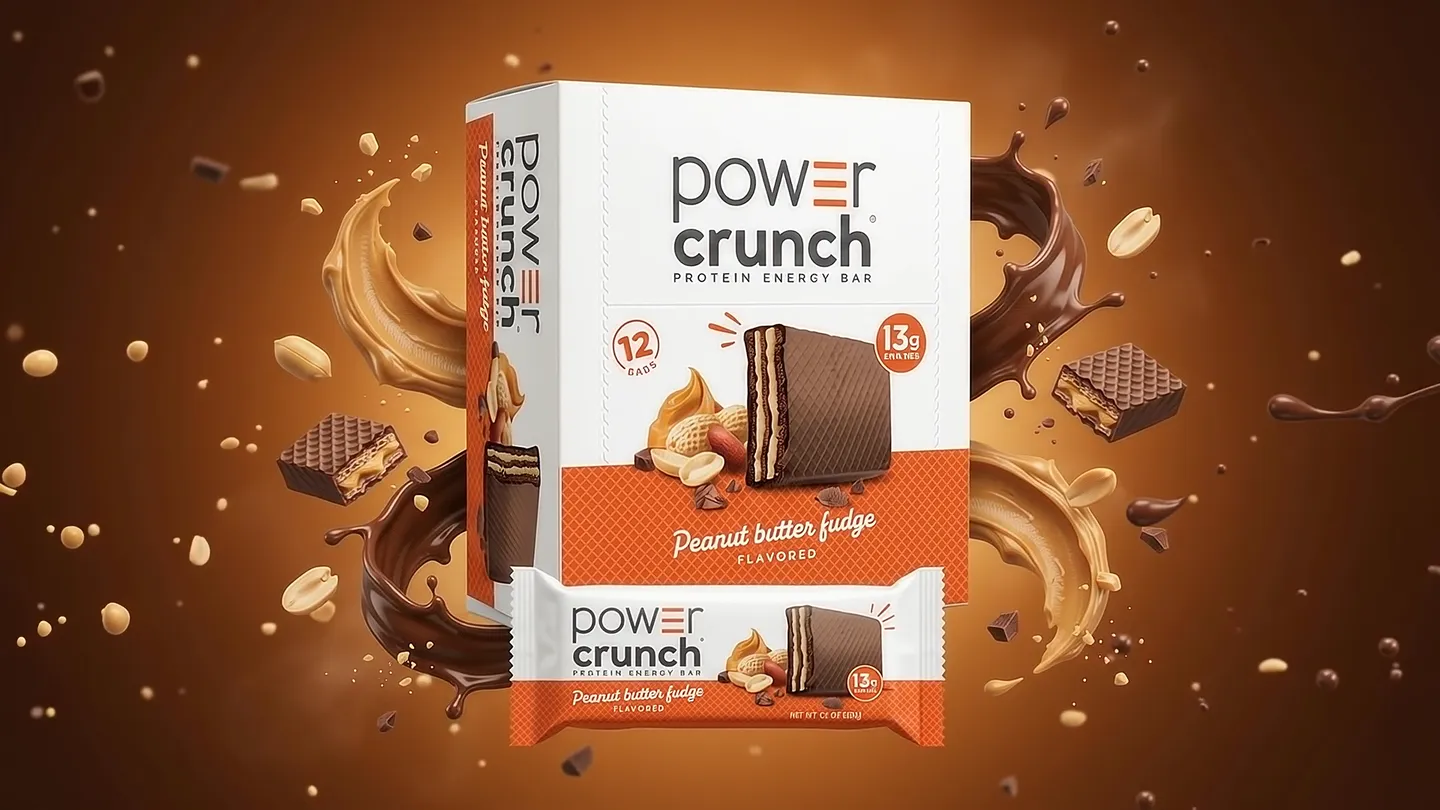 power
crunch
PROTEIN ENERGY BAR
12
13g
Peanut butter fudge
FLAVORED
power
crunch
Peanut butter fudge
power
crunch
PROTEIN ENERGY BAR
Peanut butter fudge
FLAVORED
13g